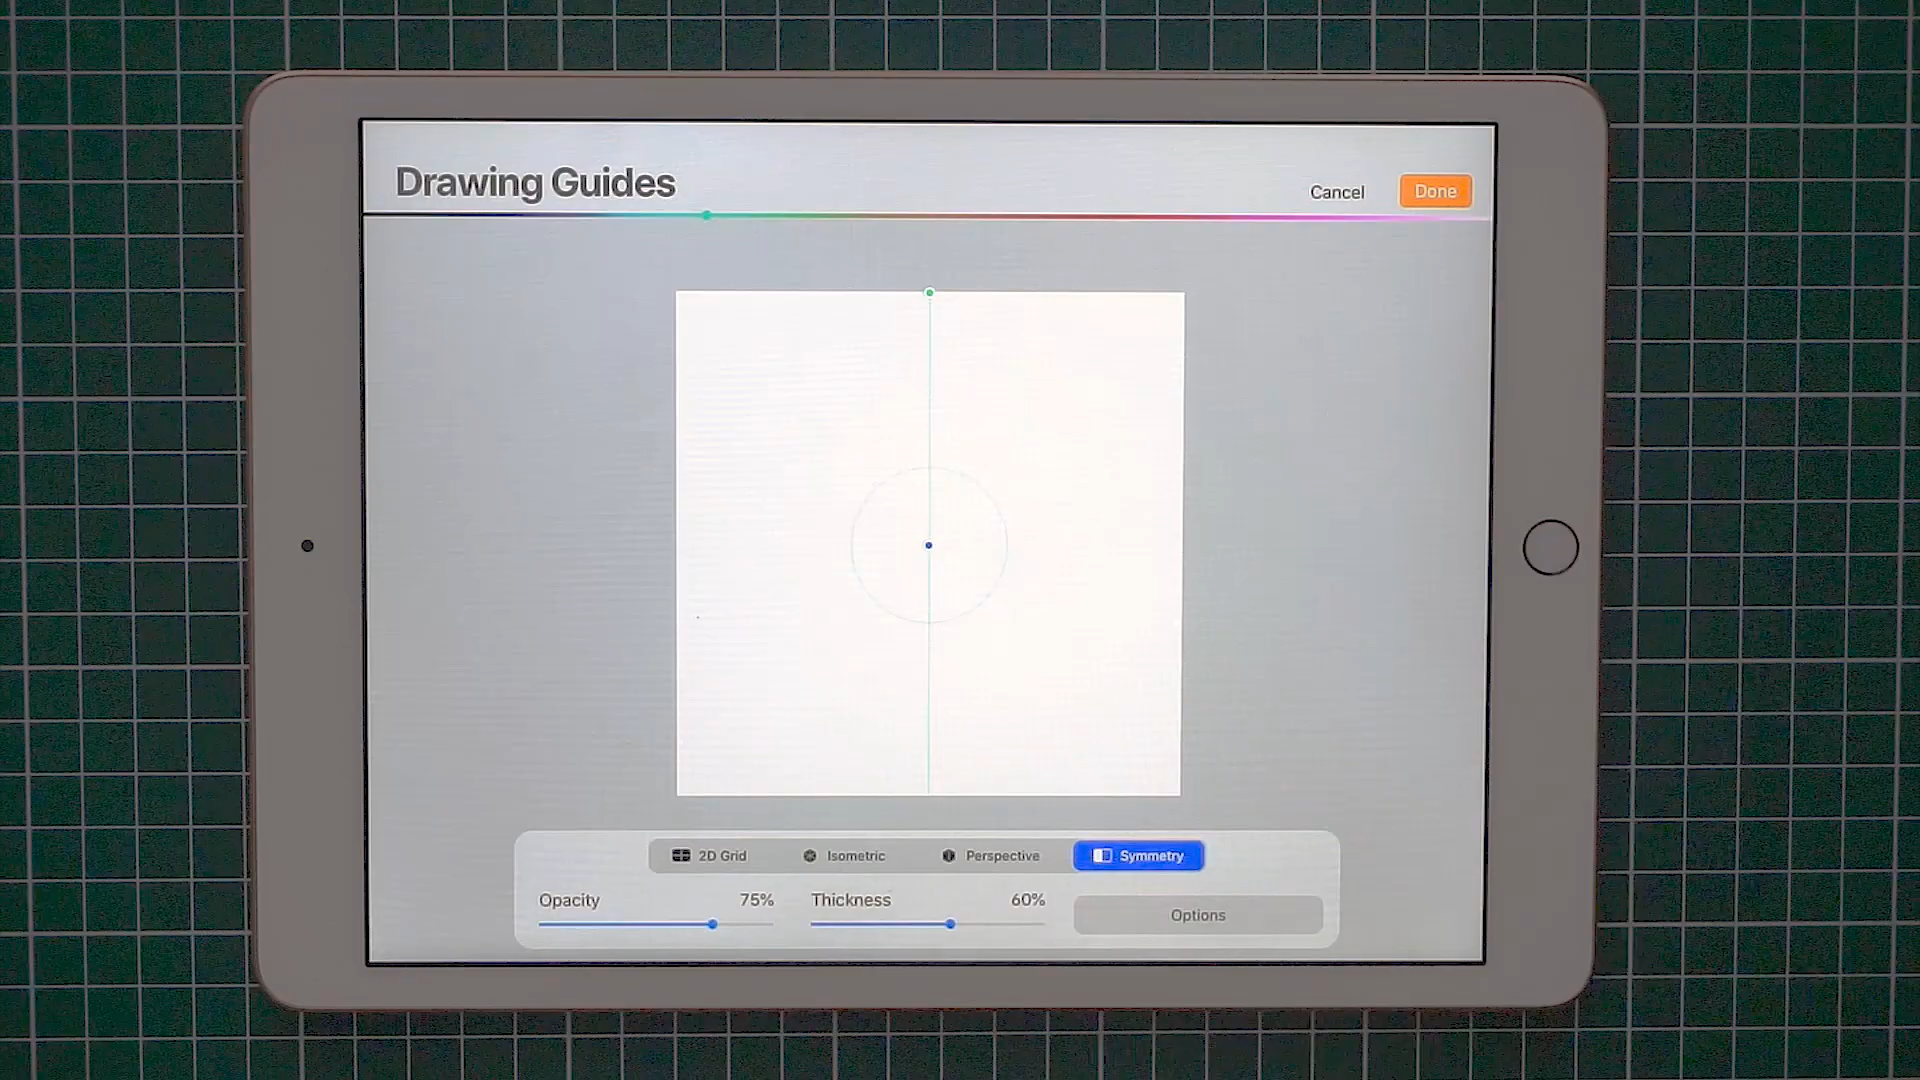 Drawing Guides
Cancel
Done
2D Grid
Isometric
Perspective
Symmetry
Opacity 75%
Thickness 60%
Options